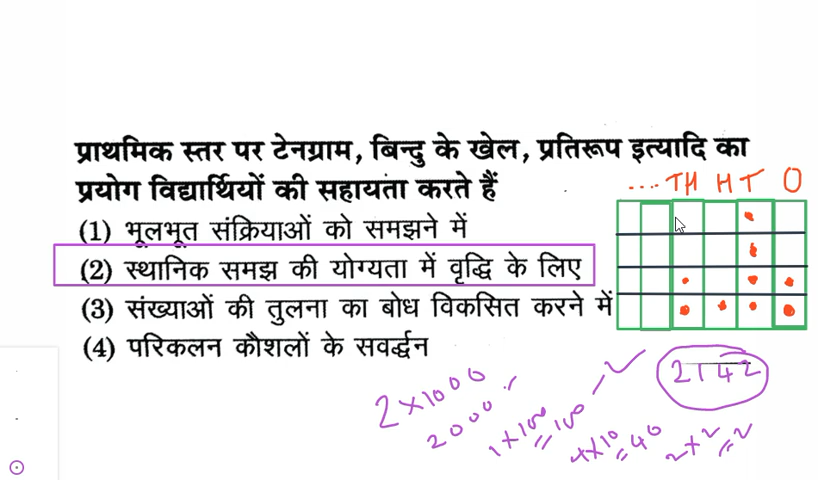 प्राथमिक स्तर पर टेनग्राम, बिन्दु के खेल, प्रतिरूप इत्यादि का
प्रयोग विद्यार्थियों की सहायता करते हैं
(1) भूलभूत संक्रियाओं को समझने में
(2) स्थानिक समझ की योग्यता में वृद्धि के लिए
(3) संख्याओं की तुलना का बोध विकसित करने में
(4) परिकलन कौशलों के सवर्द्धन
.... TH H T O
2142
2×1000
2000
1×100=100
4×10=40
2×2=2